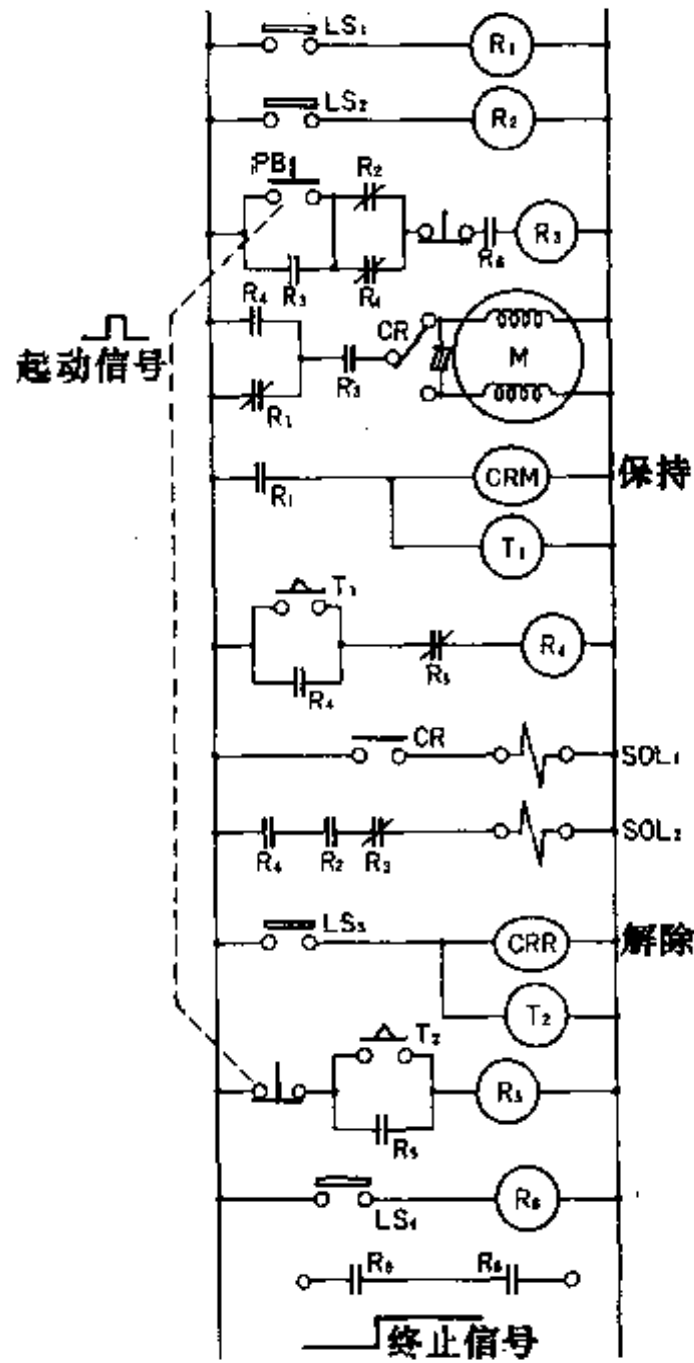 LS₁
R₁
LS₂
R₂
PB₁
R₂
R₃
R₄
R₆
R₃
起动信号
R₄
CR
M
R₁
R₃
R₁
CRM
保持
T₁
T₁
R₄
R₅
R₄
CR
SOL₁
R₄
R₂
R₃
SOL₂
LS₃
CRR
解除
T₂
T₂
R₅
R₅
LS₄
R₆
R₆
终止信号